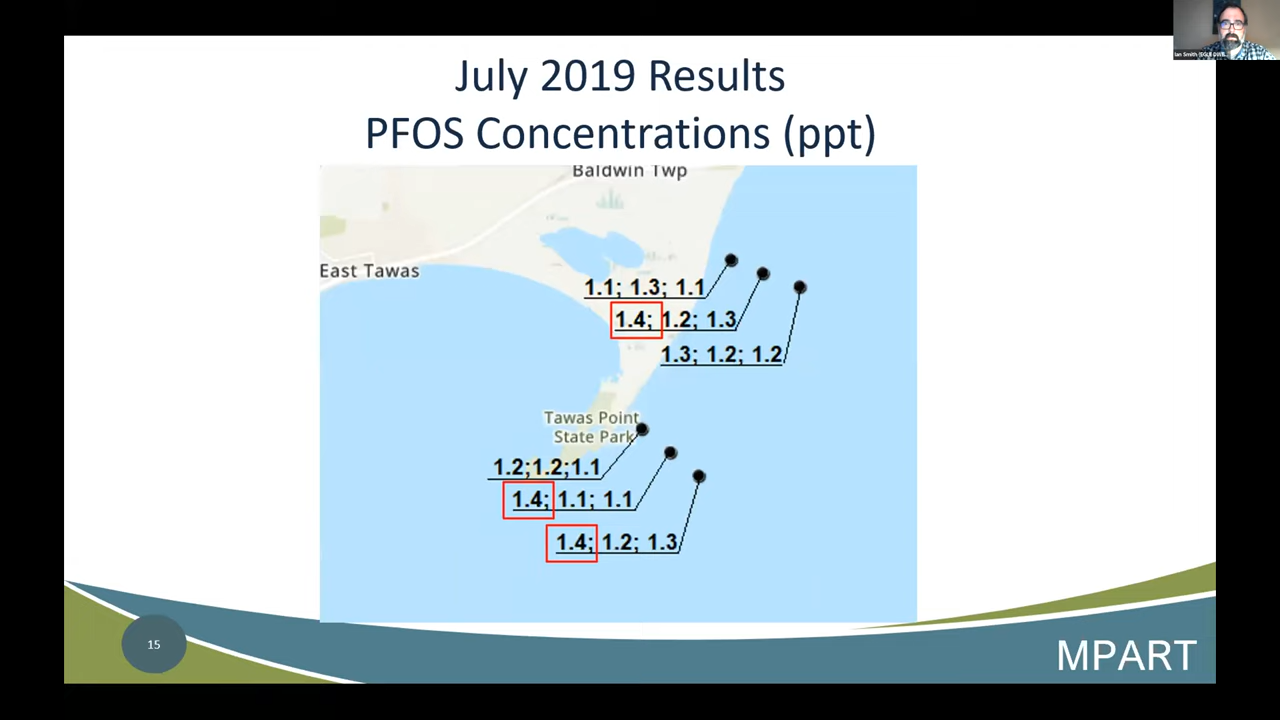 July 2019 Results
PFOS Concentrations (ppt)
Baldwin Twp
East Tawas
1.1; 1.3; 1.1
1.4; 1.2; 1.3
1.3; 1.2; 1.2
Tawas Point
State Park
1.2;1.2;1.1
1.4; 1.1; 1.1
1.4; 1.2; 1.3
15
MPART
Ian Smith